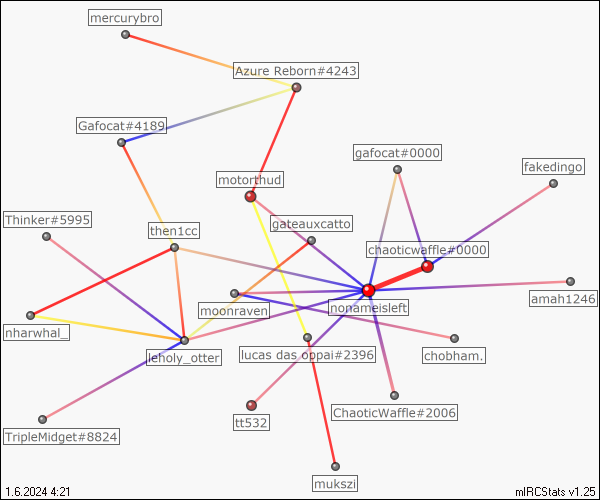 mercurybro
Azure Reborn#4243
Gafocat#4189
gafocat#0000
fakedingo
motorthud
Thinker#5995
gateauxcatto
then1cc
chaoticwaffle#0000
amah1246
moonraven
nonameisleft
nharwhal_
leholy_otter
lucas das oppai#2396
chobham.
ChaoticWaffle#2006
tt532
TripleMidget#8824
mukszi
1.6.2024 4:21
mIRCStats v1.25